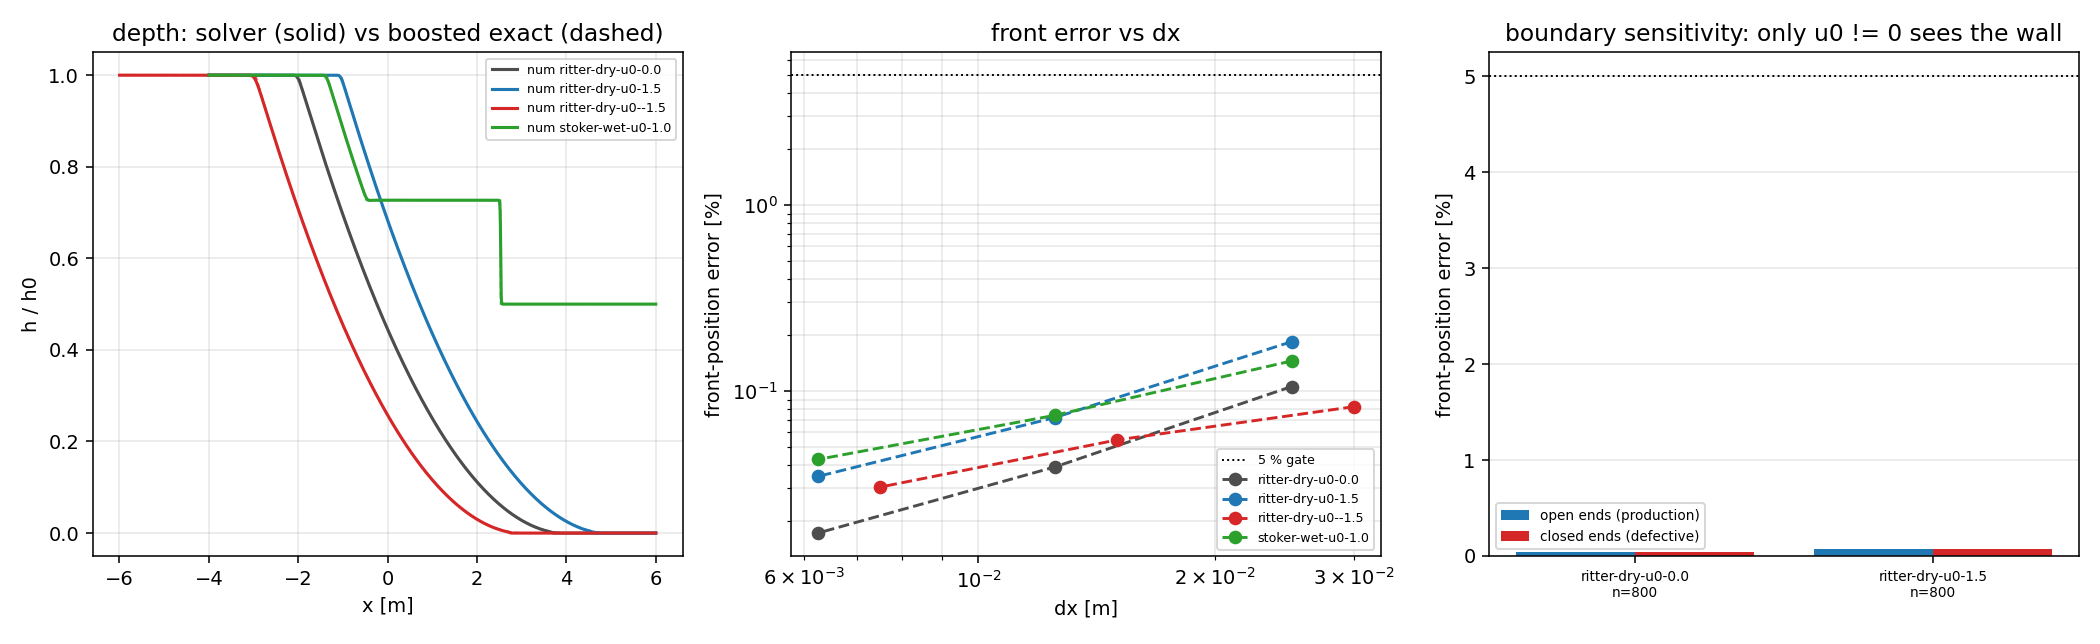 depth: solver (solid) vs boosted exact (dashed)
h / h0
1.0
0.8
0.6
0.4
0.2
0.0
num ritter-dry-u0-0.0
num ritter-dry-u0-1.5
num ritter-dry-u0--1.5
num stoker-wet-u0-1.0
−6
−4
−2
0
2
4
6
x [m]
front error vs dx
front-position error [%]
10⁰
10⁻¹
5 % gate
ritter-dry-u0-0.0
ritter-dry-u0-1.5
ritter-dry-u0--1.5
stoker-wet-u0-1.0
6 × 10⁻³
10⁻²
2 × 10⁻²
3 × 10⁻²
dx [m]
boundary sensitivity: only u0 != 0 sees the wall
front-position error [%]
5
4
3
2
1
0
open ends (production)
closed ends (defective)
ritter-dry-u0-0.0
n=800
ritter-dry-u0-1.5
n=800